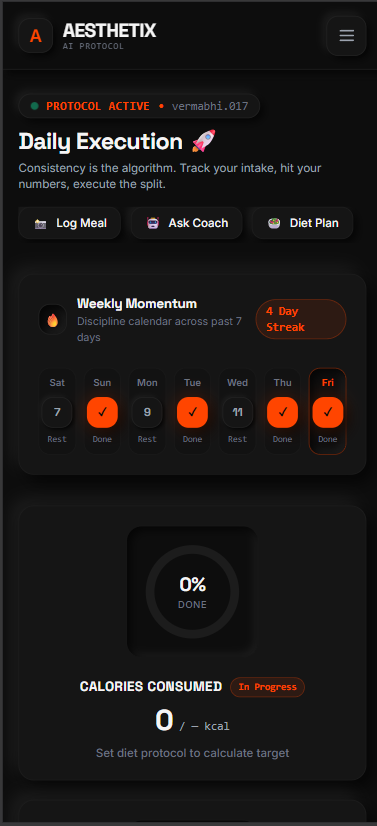 A
AESTHETIX
AI PROTOCOL
PROTOCOL ACTIVE • vermabhi.017
Daily Execution 🚀
Consistency is the algorithm. Track your intake, hit your
numbers, execute the split.
📸 Log Meal
🤖 Ask Coach
🥗 Diet Plan
🔥 Weekly Momentum
Discipline calendar across past 7
days
4 Day
Streak
Sat Sun Mon Tue Wed Thu Fri
7 ✓ 9 ✓ 11 ✓ ✓
Rest Done Rest Done Rest Done Done
0%
DONE
CALORIES CONSUMED In Progress
0 / — kcal
Set diet protocol to calculate target